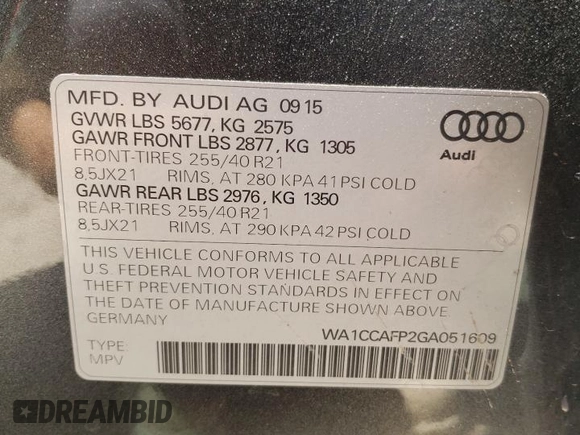 MFD. BY AUDI AG 09 15
GVWR LBS 5677, KG 2575
GAWR FRONT LBS 2877, KG 1305
FRONT-TIRES 255/40 R21
8,5JX21 RIMS, AT 280 KPA 41 PSI COLD
GAWR REAR LBS 2976, KG 1350
REAR-TIRES 255/40 R21
8,5JX21 RIMS, AT 290 KPA 42 PSI COLD
THIS VEHICLE CONFORMS TO ALL APPLICABLE
U.S. FEDERAL MOTOR VEHICLE SAFETY AND
THEFT PREVENTION STANDARDS IN EFFECT ON
THE DATE OF MANUFACTURE SHOWN ABOVE.
GERMANY
Audi
WA1CCAFP2GA051609
TYPE:
MPV
DREAMBID